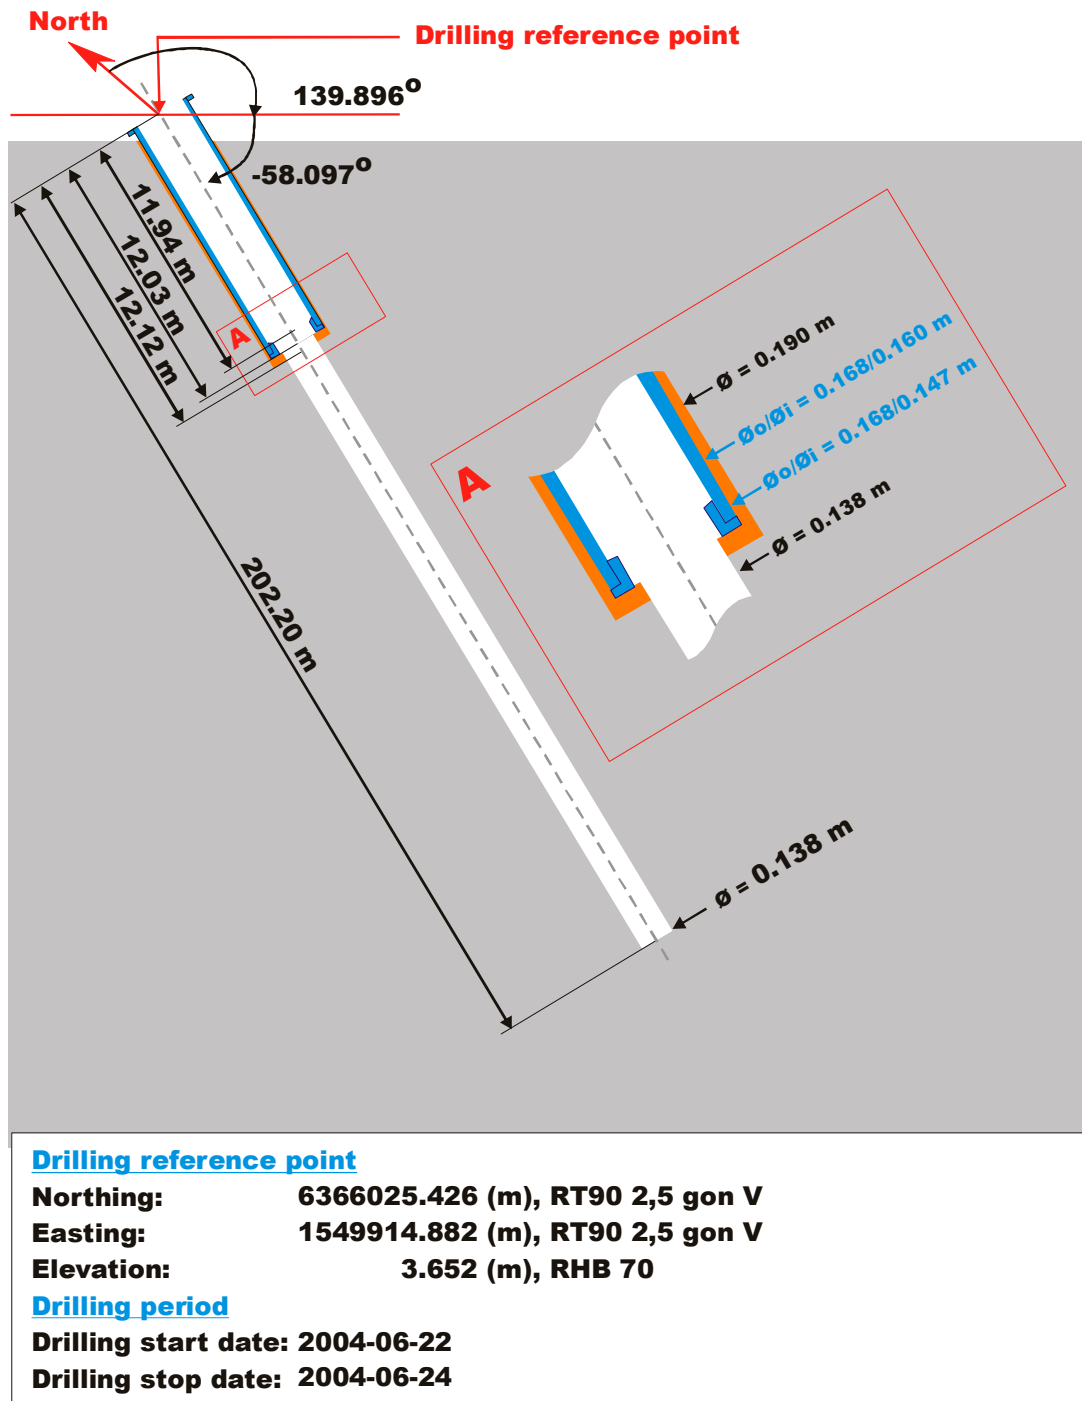 North
Drilling reference point
139.896°
-58.097°
11.94 m
12.03 m
12.12 m
A
202.20 m
A
Ø = 0.190 m
Øo/Øi = 0.168/0.160 m
Øo/Øi = 0.168/0.147 m
Ø = 0.138 m
Ø = 0.138 m
Drilling reference point
Northing: 6366025.426 (m), RT90 2,5 gon V
Easting: 1549914.882 (m), RT90 2,5 gon V
Elevation: 3.652 (m), RHB 70
Drilling period
Drilling start date: 2004-06-22
Drilling stop date: 2004-06-24